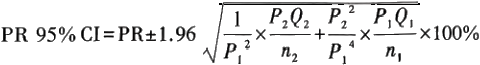 PR 95% CI=PR±1.96 √(1/P₁²×P₂Q₂/n₂+P₂²/P₁⁴×P₁Q₁/n₁)×100%